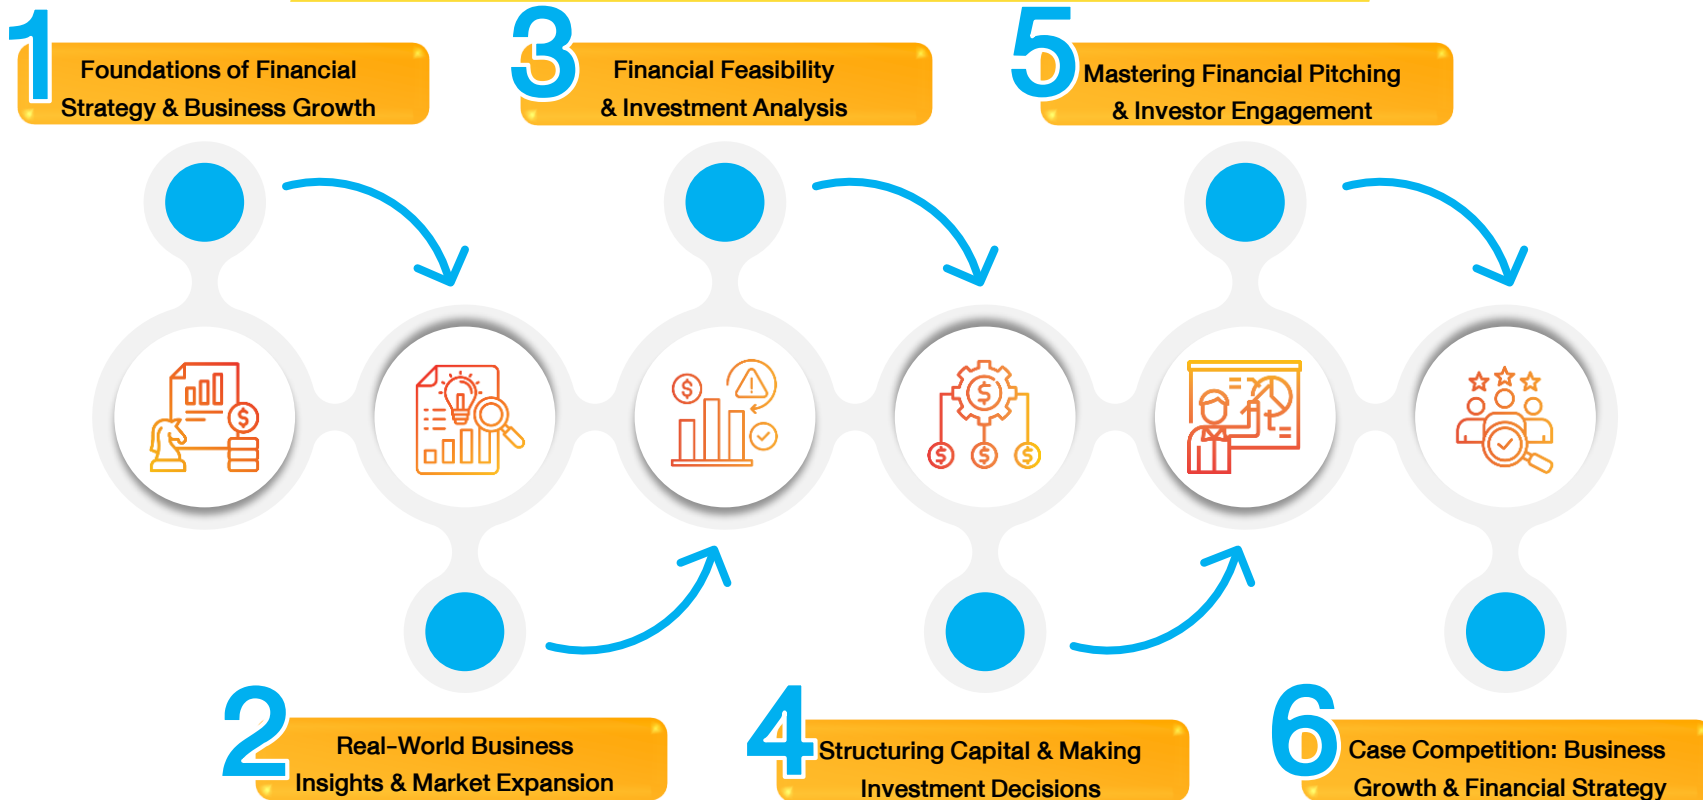 1
Foundations of Financial
Strategy & Business Growth
2
Real-World Business
Insights & Market Expansion
3
Financial Feasibility
& Investment Analysis
4
Structuring Capital & Making
Investment Decisions
5
Mastering Financial Pitching
& Investor Engagement
6
Case Competition: Business
Growth & Financial Strategy